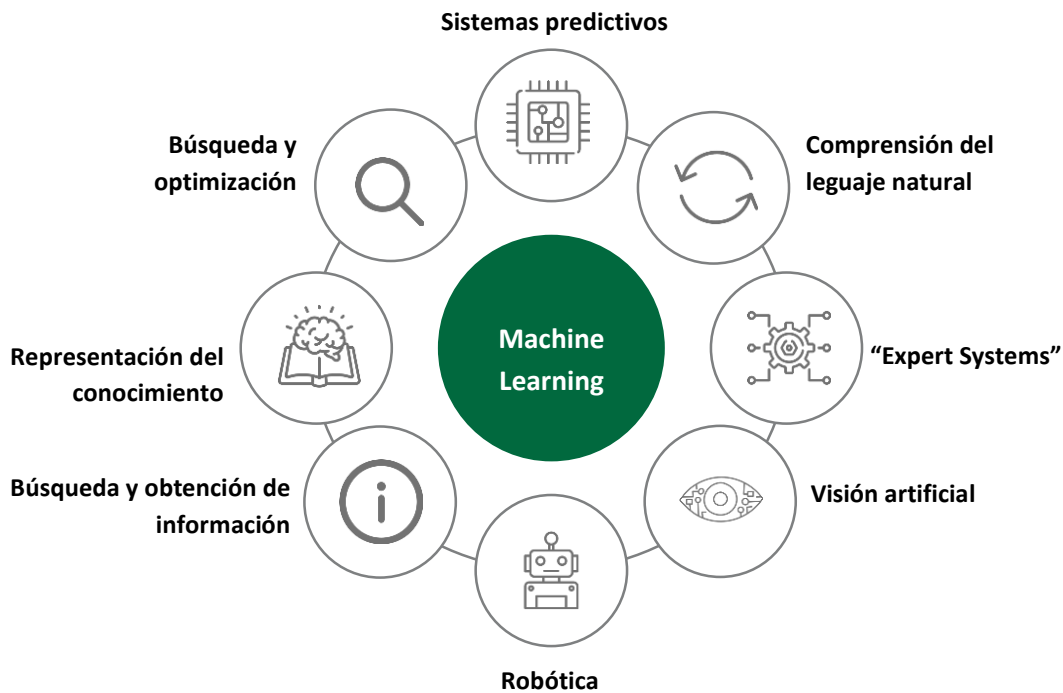 Sistemas predictivos
Búsqueda y
optimización
Comprensión del
leguaje natural
Machine
Learning
Representación del
conocimiento
“Expert Systems”
Búsqueda y obtención de
información
Visión artificial
Robótica